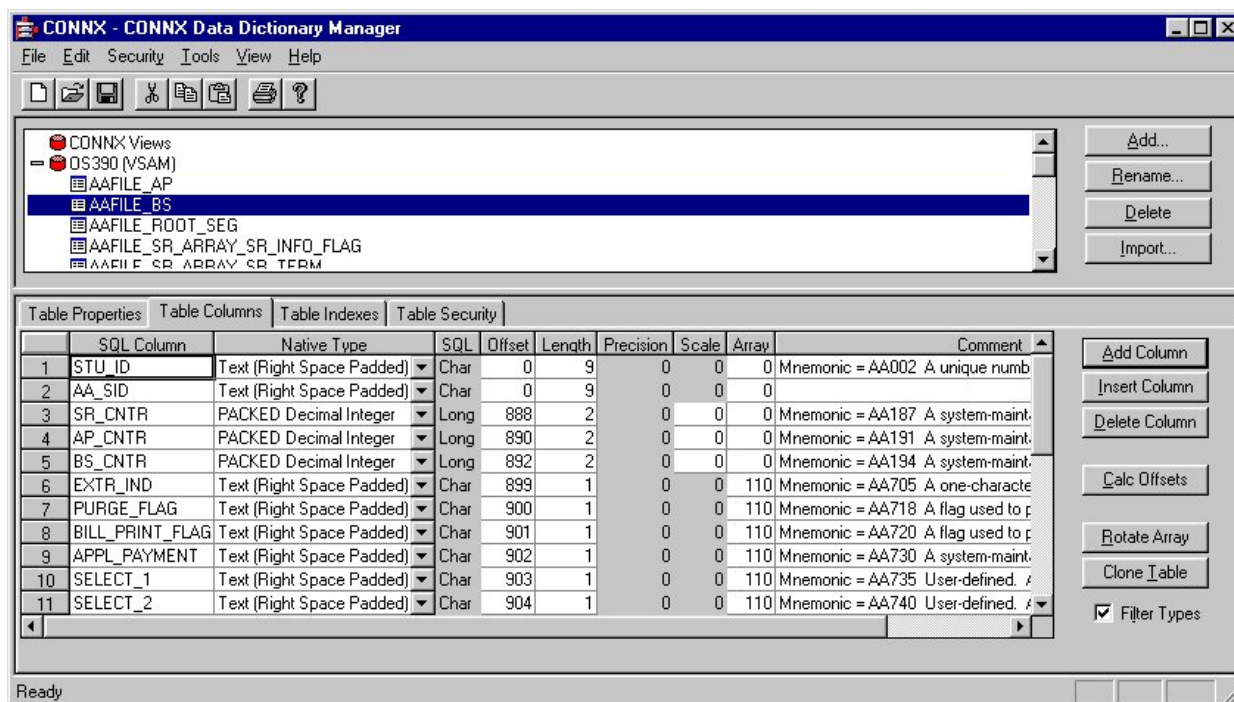 CONNX - CONNX Data Dictionary Manager
File Edit Security Tools View Help
CONNX Views
OS390 (VSAM)
AAFILE_AP
AAFILE_BS
AAFILE_ROOT_SEG
AAFILE_SR_ARRAY_SR_INFO_FLAG
AAFILE_SR_ARRAY_SR_TERM
Add...
Rename...
Delete
Import...
Table Properties Table Columns Table Indexes Table Security
SQL Column Native Type SQL Offset Length Precision Scale Array Comment
1 STU_ID Text (Right Space Padded) Char 0 9 0 0 0 Mnemonic = AA002 A unique numb
2 AA_SID Text (Right Space Padded) Char 0 9 0 0 0
3 SR_CNTR PACKED Decimal Integer Long 888 2 0 0 0 Mnemonic = AA187 A system-maint
4 AP_CNTR PACKED Decimal Integer Long 890 2 0 0 0 Mnemonic = AA191 A system-maint
5 BS_CNTR PACKED Decimal Integer Long 892 2 0 0 0 Mnemonic = AA194 A system-maint
6 EXTR_IND Text (Right Space Padded) Char 899 1 0 0 110 Mnemonic = AA705 A one-characte
7 PURGE_FLAG Text (Right Space Padded) Char 900 1 0 0 110 Mnemonic = AA718 A flag used to p
8 BILL_PRINT_FLAG Text (Right Space Padded) Char 901 1 0 0 110 Mnemonic = AA720 A flag used to p
9 APPL_PAYMENT Text (Right Space Padded) Char 902 1 0 0 110 Mnemonic = AA730 A system-maint
10 SELECT_1 Text (Right Space Padded) Char 903 1 0 0 110 Mnemonic = AA735 User-defined. A
11 SELECT_2 Text (Right Space Padded) Char 904 1 0 0 110 Mnemonic = AA740 User-defined. A
Add Column
Insert Column
Delete Column
Calc Offsets
Rotate Array
Clone Table
Filter Types
Ready